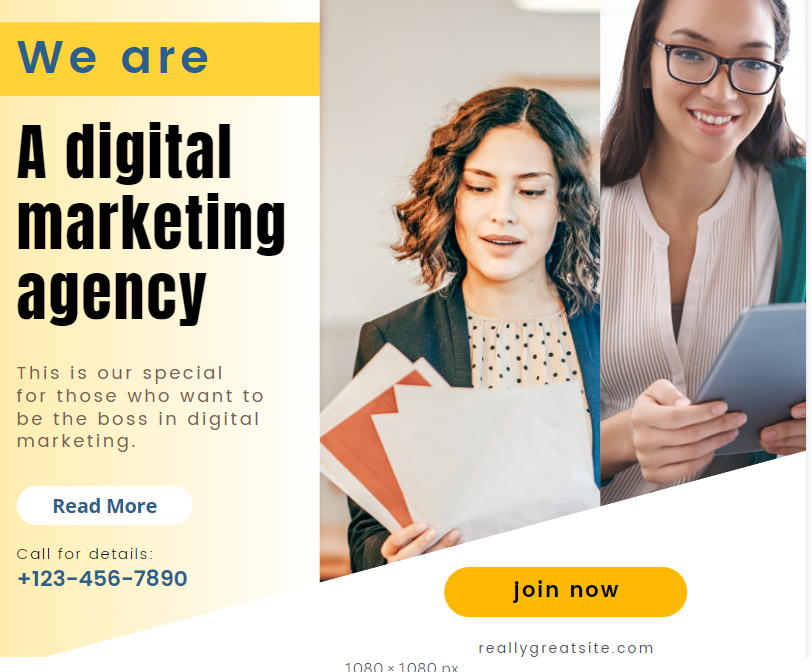 We are
A digital
marketing
agency
This is our special
for those who want to
be the boss in digital
marketing.
Read More
Call for details:
+123-456-7890
join now
reallygreatsite.com
1080 × 1080 px